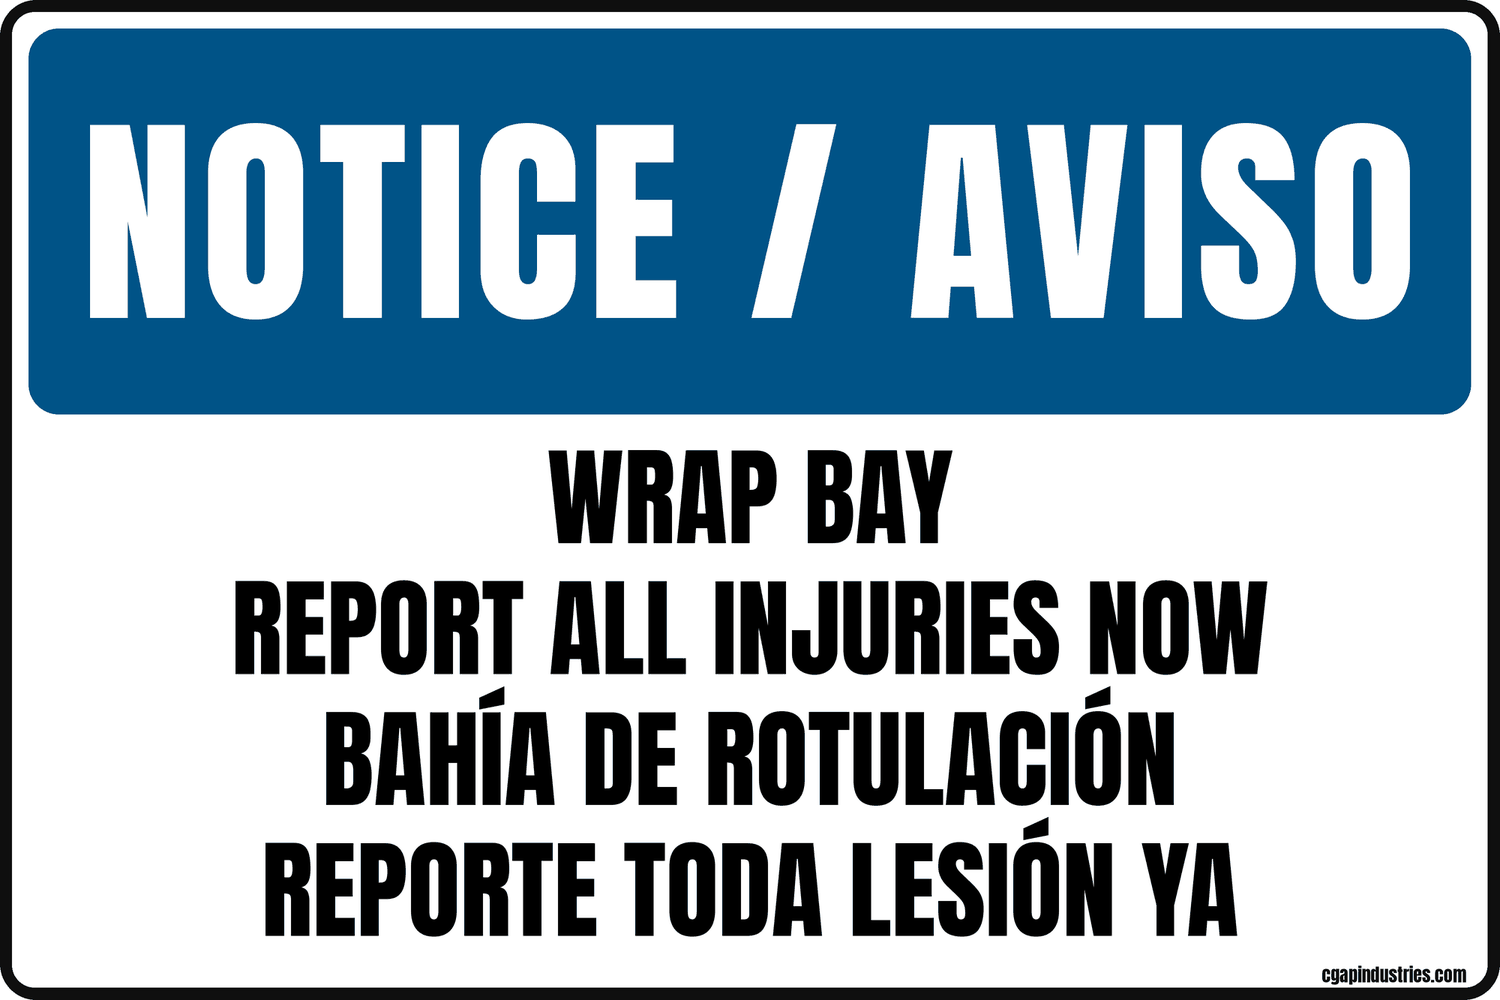 NOTICE / AVISO
WRAP BAY
REPORT ALL INJURIES NOW
BAHÍA DE ROTULACIÓN
REPORTE TODA LESIÓN YA
cgapindustries.com